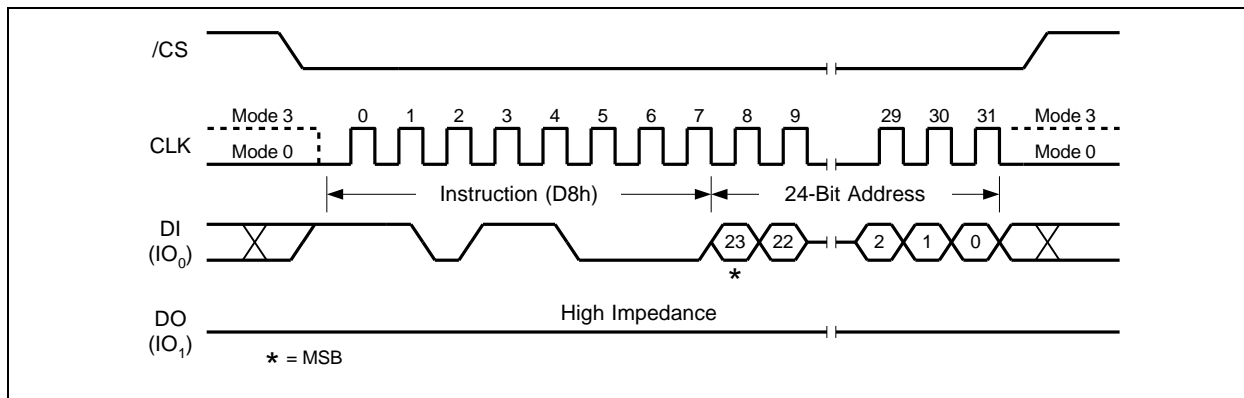 /CS
Mode 3 0 1 2 3 4 5 6 7 8 9 29 30 31 Mode 3
CLK
Mode 0 Mode 0
Instruction (D8h) 24-Bit Address
DI
(IO0)
23 22 2 1 0
*
High Impedance
DO
(IO1)
* = MSB